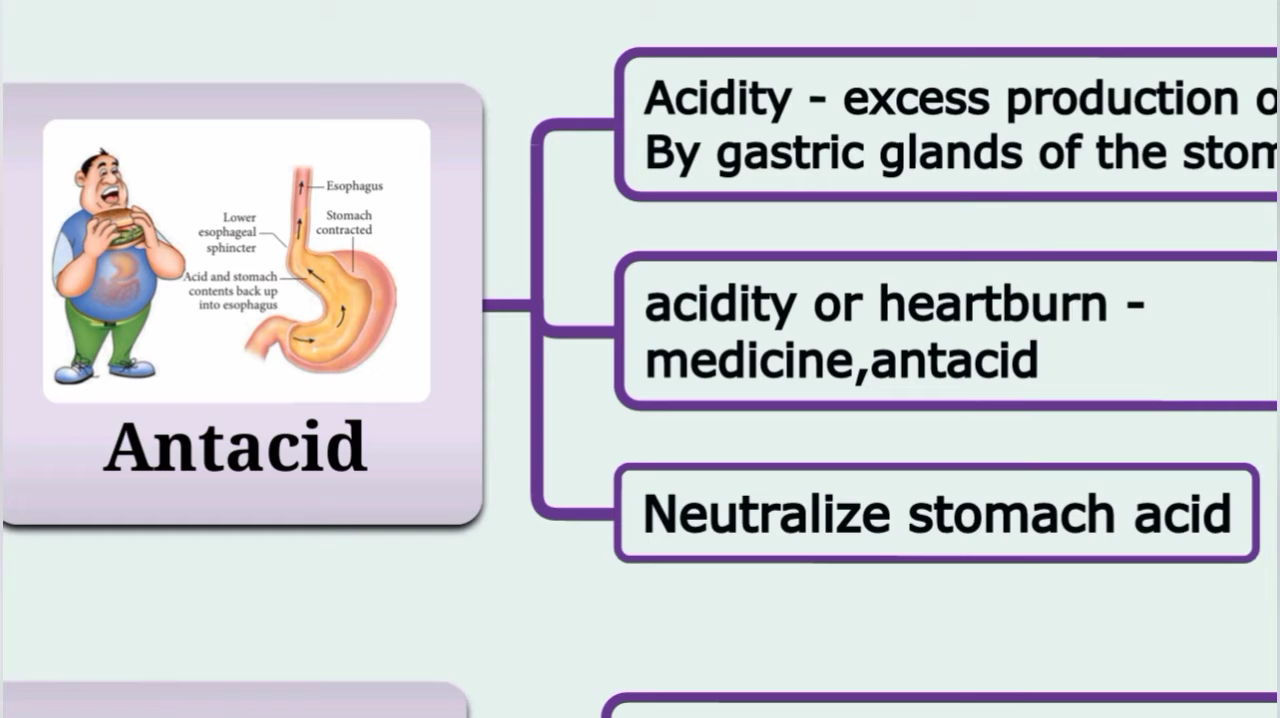 Esophagus
Lower
esophageal
sphincter
Stomach
contracted
Acid and stomach
contents back up
into esophagus
Antacid
Acidity - excess production
By gastric glands of the
acidity or heartburn -
medicine,antacid
Neutralize stomach acid